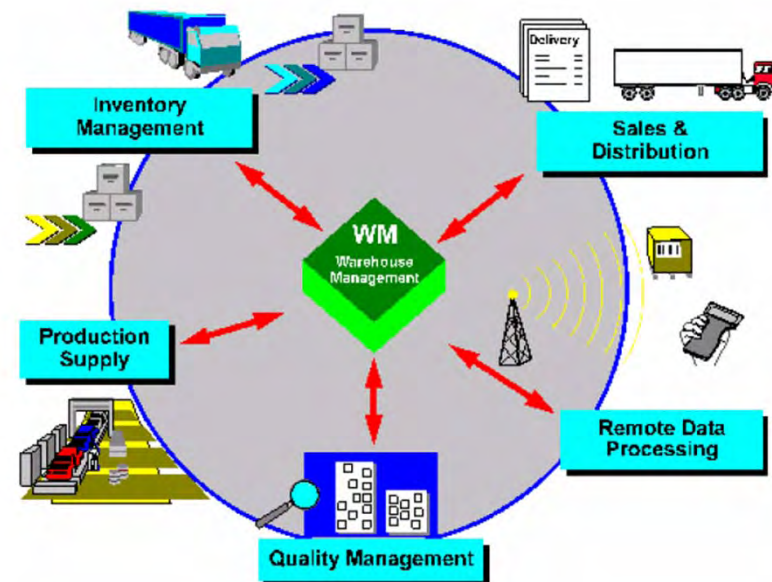 Delivery
Inventory
Management
Sales &
Distribution
WM
Warehouse
Management
Production
Supply
Remote Data
Processing
Quality Management